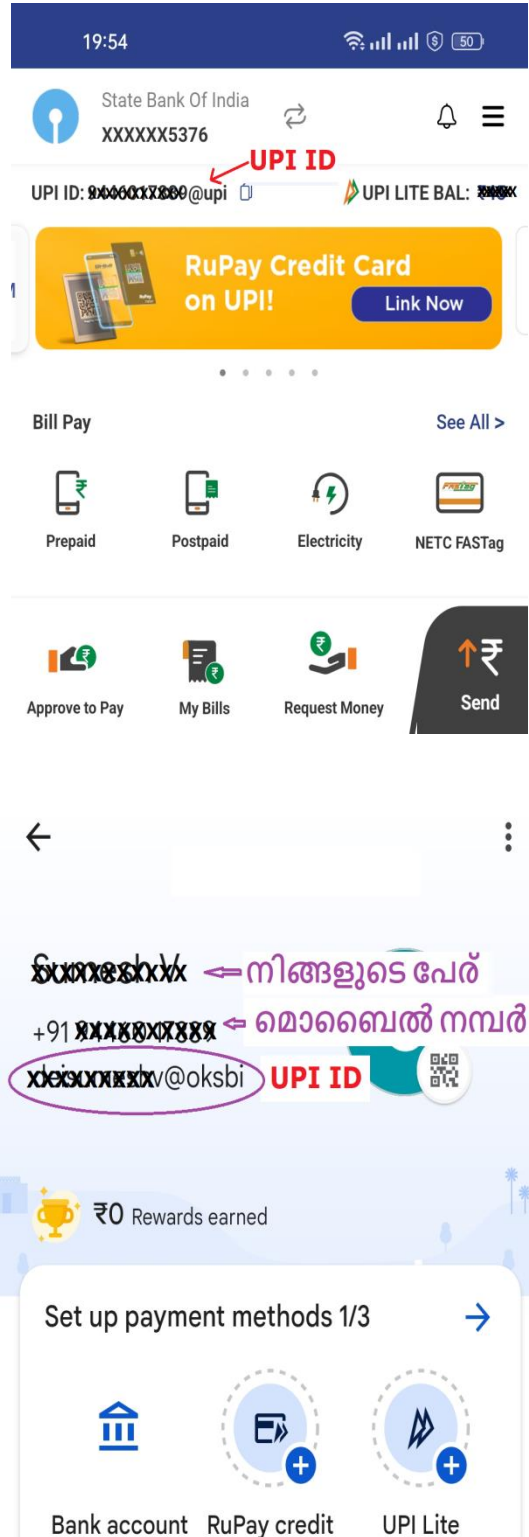 19:54
50
State Bank Of India
XXXXXX5376
UPI ID
UPI ID: @upi
UPI LITE BAL:
M
RuPay Credit Card
on UPI!
Link Now
Bill Pay
See All >
Prepaid
Postpaid
Electricity
NETC FASTag
Approve to Pay
My Bills
Request Money
Send
നിങ്ങളുടെ പേര്
+91
മൊബൈൽ നമ്പർ
@oksbi
UPI ID
₹0 Rewards earned
Set up payment methods 1/3
Bank account
RuPay credit
UPI Lite